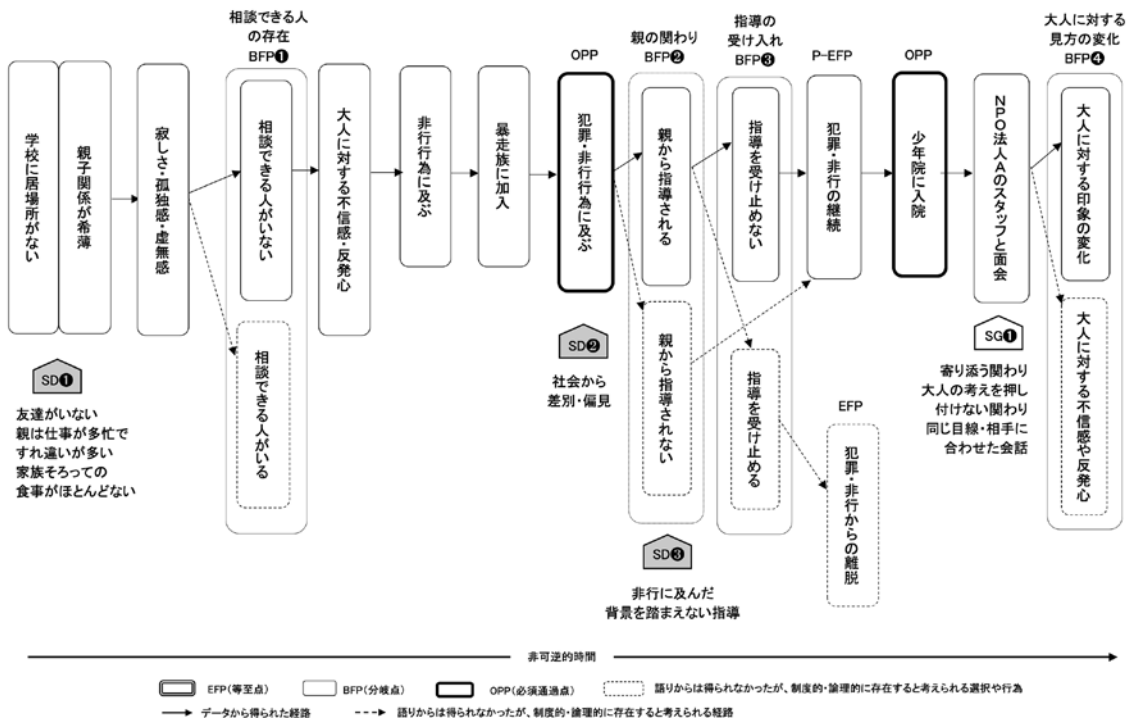 相談できる人
の存在
BFP❶
OPP
親の関わり
BFP❷
指導の
受け入れ
BFP❸
P-EFP
OPP
大人に対する
見方の変化
BFP❹
学校に居場所がない
親子関係が希薄
寂しさ・孤独感・虚無感
相談できる人がいない
相談できる人がいる
大人に対する不信感・反発心
非行行為に及ぶ
暴走族に加入
犯罪・非行行為に及ぶ
親から指導される
親から指導されない
指導を受け止めない
指導を受け止める
犯罪・非行の継続
EFP
犯罪・非行からの離脱
少年院に入院
NPO法人Aのスタッフと面会
大人に対する印象の変化
大人に対する不信感や反発心
SD❶
友達がいない
親は仕事が多忙で
すれ違いが多い
家族そろっての
食事がほとんどない
SD❷
社会から
差別・偏見
SD❸
非行に及んだ
背景を踏まえない指導
SG❶
寄り添う関わり
大人の考えを押し
付けない関わり
同じ目線・相手に
合わせた会話
非可逆的時間
EFP(等至点)
BFP(分岐点)
OPP(必須通過点)
語りからは得られなかったが、制度的・論理的に存在すると考えられる選択や行為
データから得られた経路
語りからは得られなかったが、制度的・論理的に存在すると考えられる経路